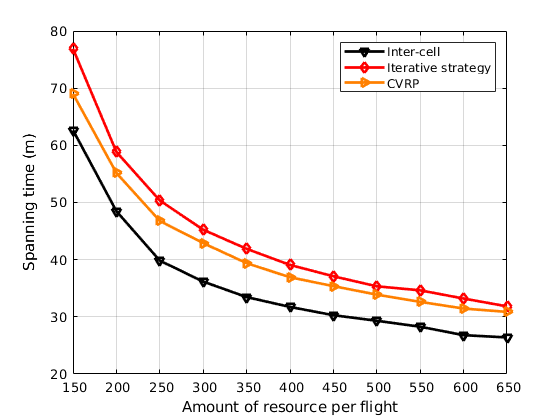 80
70
60
50
40
30
20
150 200 250 300 350 400 450 500 550 600 650
Spanning time (m)
Amount of resource per flight
Inter-cell
Iterative strategy
CVRP